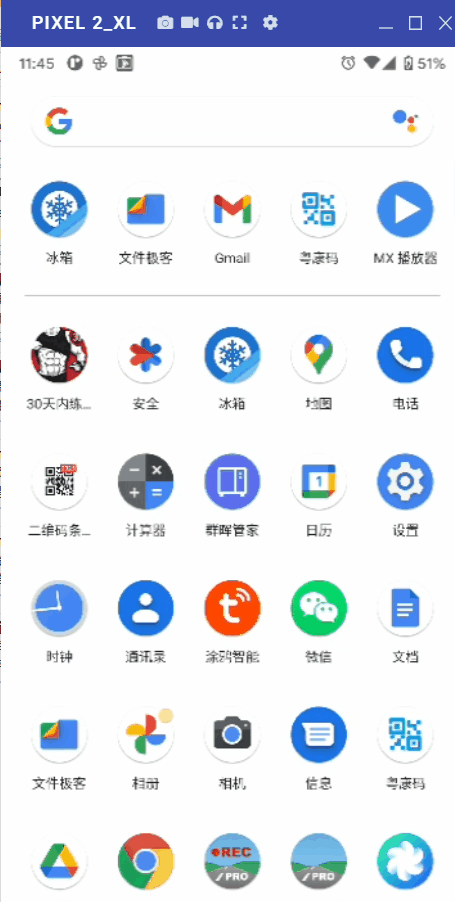 PIXEL 2_XL
11:45 51%
冰箱 文件极客 Gmail 粤康码 MX 播放器
30天内练... 安全 冰箱 地图 电话
二维码条... 计算器 群晖管家 日历 设置
时钟 通讯录 涂鸦智能 微信 文档
文件极客 相册 相机 信息 粤康码
REC
PRO PRO